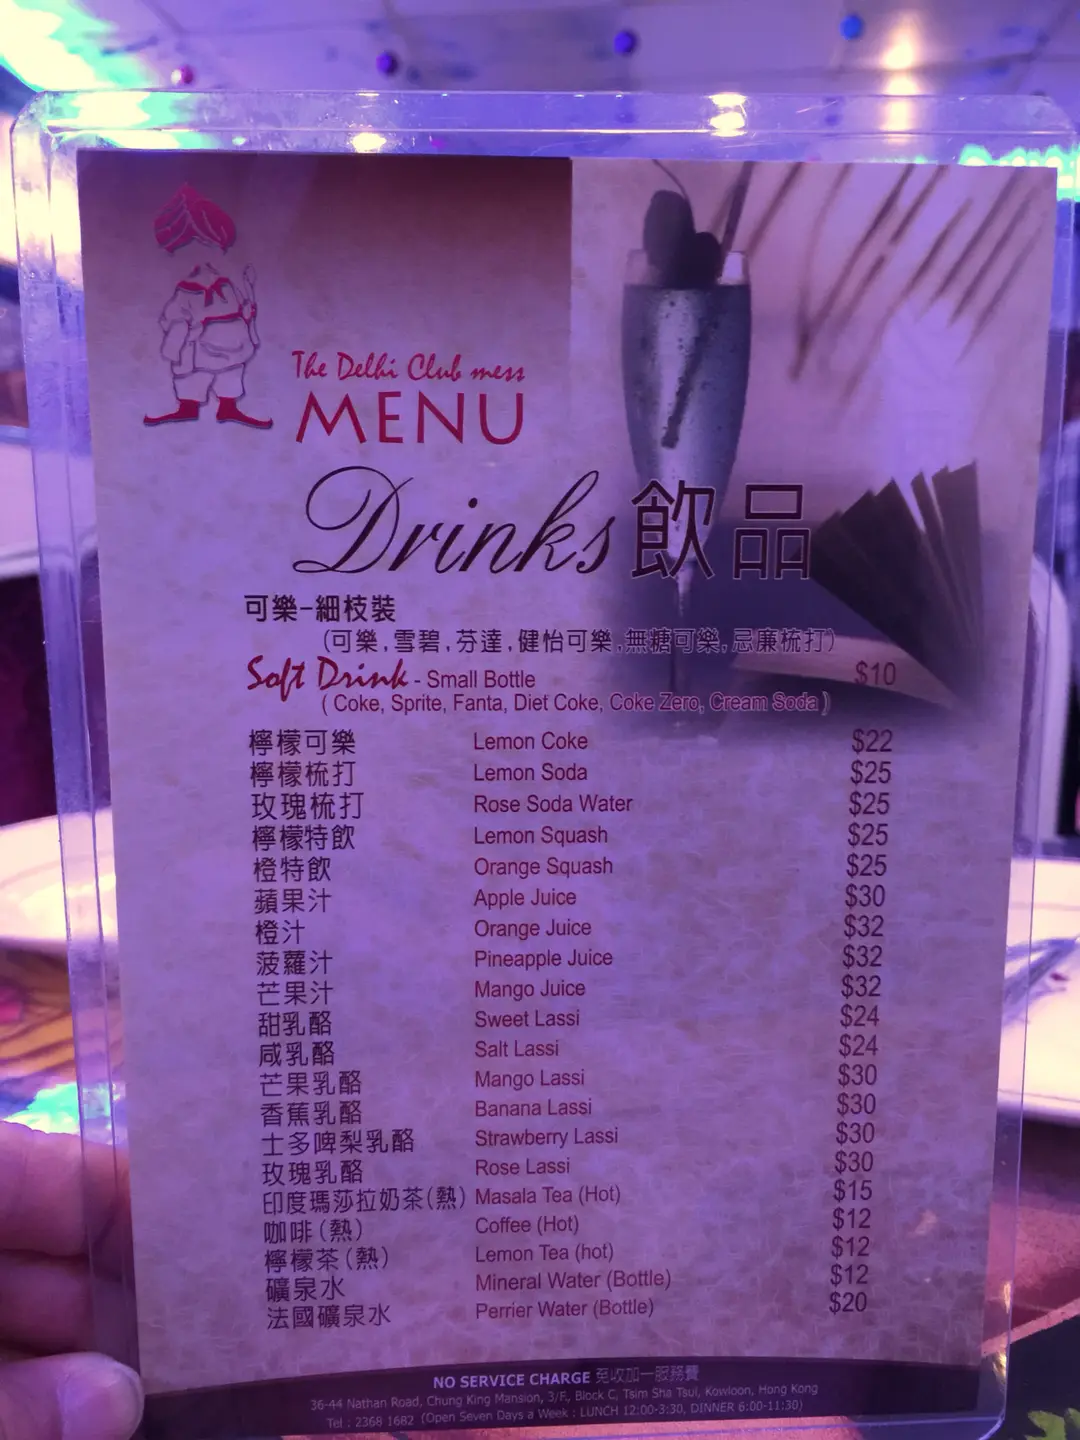 The Delhi Club mess
MENU
Drinks 飲品
可樂-細枝裝
(可樂,雪碧,芬達,健怡可樂,無糖可樂,忌廉梳打)
Soft Drink - Small Bottle $10
( Coke, Sprite, Fanta, Diet Coke, Coke Zero, Cream Soda )
檸檬可樂 Lemon Coke $22
檸檬梳打 Lemon Soda $25
玫瑰梳打 Rose Soda Water $25
檸檬特飲 Lemon Squash $25
橙特飲 Orange Squash $25
蘋果汁 Apple Juice $30
橙汁 Orange Juice $32
菠蘿汁 Pineapple Juice $32
芒果汁 Mango Juice $32
甜乳酪 Sweet Lassi $24
咸乳酪 Salt Lassi $24
芒果乳酪 Mango Lassi $30
香蕉乳酪 Banana Lassi $30
士多啤梨乳酪 Strawberry Lassi $30
玫瑰乳酪 Rose Lassi $30
印度瑪莎拉奶茶(熱) Masala Tea (Hot) $15
咖啡(熱) Coffee (Hot) $12
檸檬茶(熱) Lemon Tea (hot) $12
礦泉水 Mineral Water (Bottle) $12
法國礦泉水 Perrier Water (Bottle) $20
NO SERVICE CHARGE 免收加一服務費
36-44 Nathan Road, Chung King Mansion, 3/F., Block C, Tsim Sha Tsui, Kowloon, Hong Kong
Tel : 2368 1682 (Open Seven Days a Week : LUNCH 12:00-3:30, DINNER 6:00-11:30)